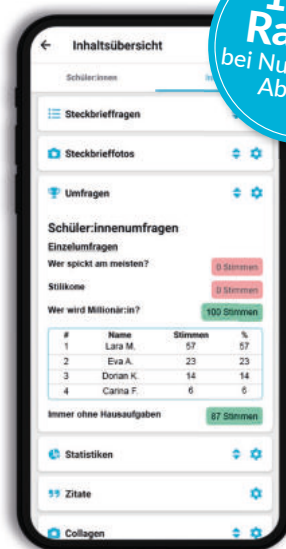 Ra
bei Nu
Ab
Inhaltsübersicht
Schüler:innen
Steckbrieffragen
Steckbrieffotos
Umfragen
Schüler:innenumfragen
Einzelumfragen
Wer spickt am meisten? 0 Stimmen
Stilikone 0 Stimmen
Wer wird Millionär:in? 100 Stimmen
# Name Stimmen %
1 Lara M. 57 57
2 Eva A. 23 23
3 Dorian K. 14 14
4 Carina F. 6 6
Immer ohne Hausaufgaben 87 Stimmen
Statistiken
Zitate
Collagen